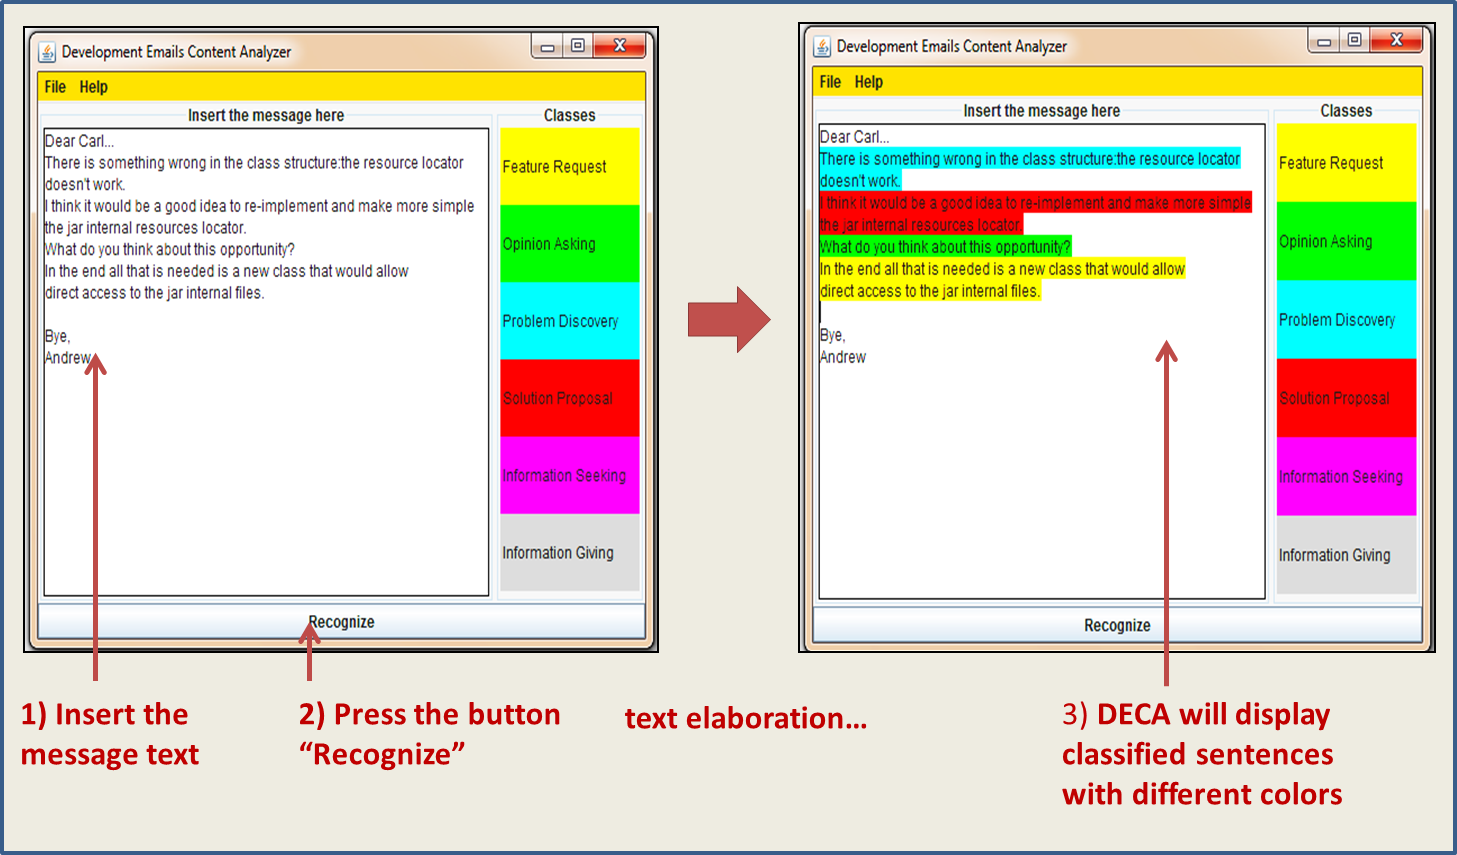 Development Emails Content Analyzer
File Help
Insert the message here
Dear Carl...
There is something wrong in the class structure:the resource locator
doesn't work.
I think it would be a good idea to re-implement and make more simple
the jar internal resources locator.
What do you think about this opportunity?
In the end all that is needed is a new class that would allow
direct access to the jar internal files.
Bye,
Andrew
Classes
Feature Request
Opinion Asking
Problem Discovery
Solution Proposal
Information Seeking
Information Giving
Recognize
Development Emails Content Analyzer
File Help
Insert the message here
Dear Carl...
There is something wrong in the class structure:the resource locator
doesn't work.
I think it would be a good idea to re-implement and make more simple
the jar internal resources locator.
What do you think about this opportunity?
In the end all that is needed is a new class that would allow
direct access to the jar internal files.
Bye,
Andrew
Classes
Feature Request
Opinion Asking
Problem Discovery
Solution Proposal
Information Seeking
Information Giving
Recognize
1) Insert the
message text
2) Press the button
“Recognize”
text elaboration...
3) DECA will display
classified sentences
with different colors